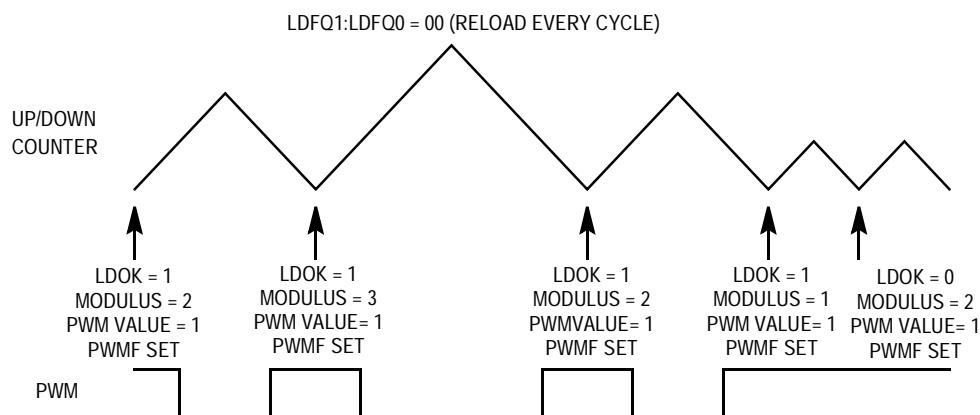 LDFQ1:LDFQ0 = 00 (RELOAD EVERY CYCLE)
UP/DOWN
COUNTER
LDOK = 1
MODULUS = 2
PWM VALUE = 1
PWMF SET
LDOK = 1
MODULUS = 3
PWM VALUE= 1
PWMF SET
LDOK = 1
MODULUS = 2
PWMVALUE= 1
PWMF SET
LDOK = 1
MODULUS = 1
PWM VALUE= 1
PWMF SET
LDOK = 0
MODULUS = 2
PWM VALUE= 1
PWMF SET
PWM